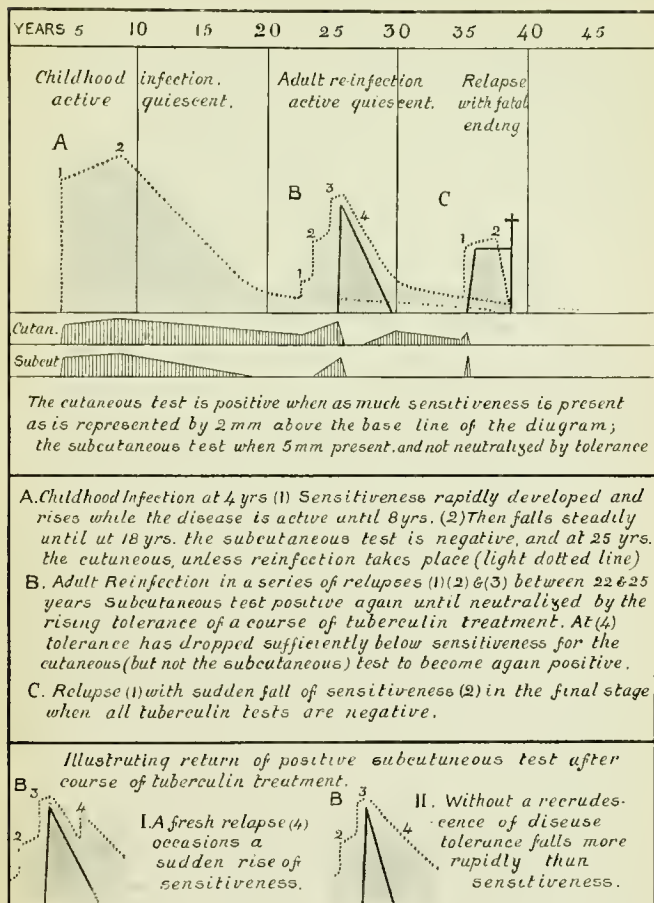 YEARS 5 10 15 20 25 30 35 40 45
Childhood infection. Adult re-infection Relapse
active quiescent. active quiescent. with fatal
ending
A
1 2
B
1 2 3 4
C
1 2
Cutan.
Subcut
The cutaneous test is positive when as much sensitiveness is present
as is represented by 2 mm above the base line of the diagram;
the subcutaneous test when 5 mm present. and not neutralized by tolerance
A. Childhood Infection at 4 yrs (1) Sensitiveness rapidly developed and
rises while the disease is active until 8 yrs. (2) Then falls steadily
until at 18 yrs. the subcutaneous test is negative, and at 25 yrs.
the cutaneous, unless reinfection takes place (light dotted line)
B. Adult Reinfection in a series of relapses (1) (2) & (3) between 22 & 25
years Subcutaneous test positive again until neutralized by the
rising tolerance of a course of tuberculin treatment. At (4)
tolerance has dropped sufficiently below sensitiveness for the
cutaneous (but not the subcutaneous) test to become again positive.
C. Relapse (1) with sudden fall of sensitiveness (2) in the final stage
when all tuberculin tests are negative.
Illustrating return of positive subcutaneous test after
course of tuberculin treatment.
B
2 3 4
I. A fresh relapse (4)
occasions a
sudden rise of
sensitiveness.
B
2 3 4
II. Without a recrudes-
cence of disease
tolerance falls more
rapidly than
sensitiveness.